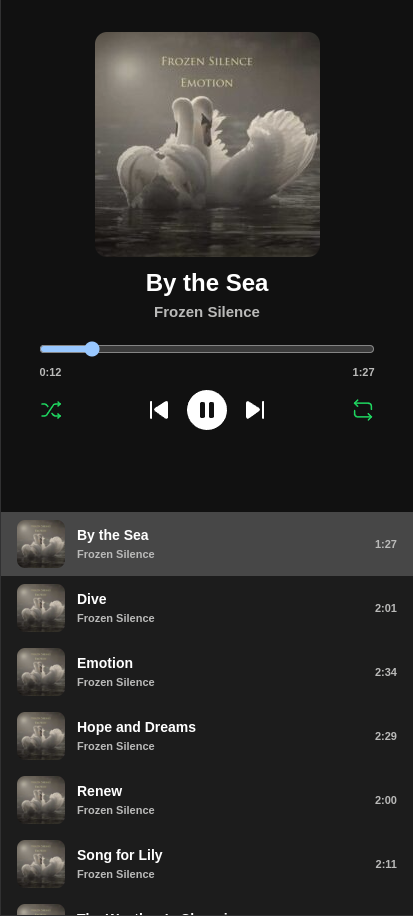 Frozen Silence
Emotion
By the Sea
Frozen Silence
0:12 1:27
By the Sea
Frozen Silence
1:27
Dive
Frozen Silence
2:01
Emotion
Frozen Silence
2:34
Hope and Dreams
Frozen Silence
2:29
Renew
Frozen Silence
2:00
Song for Lily
Frozen Silence
2:11